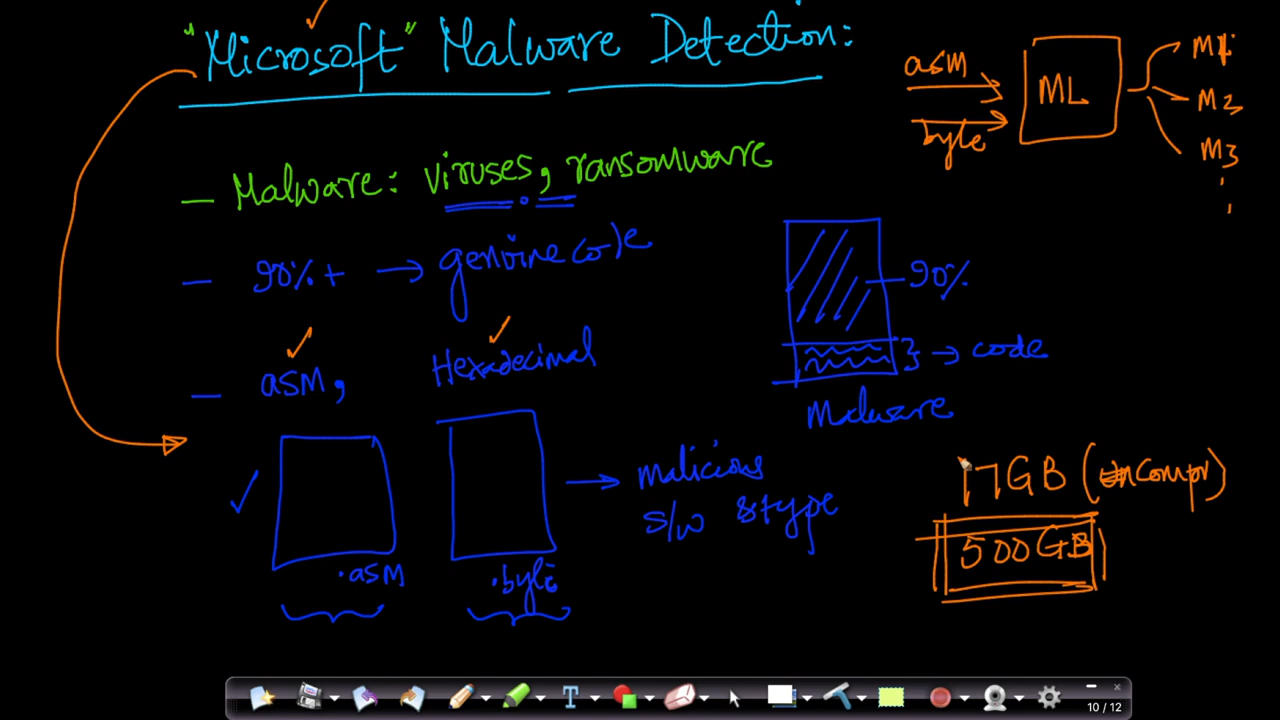 "Microsoft" Malware Detection:
asm
byte
ML
M1
M2
M3
— Malware: viruses, ransomware
— 90%+ → genuine code
90%
— asm, Hexadecimal
} → code
Malware
.asm
.byte
→ malicious
s/w & type
17GB (compr)
500GB
T
10 / 12